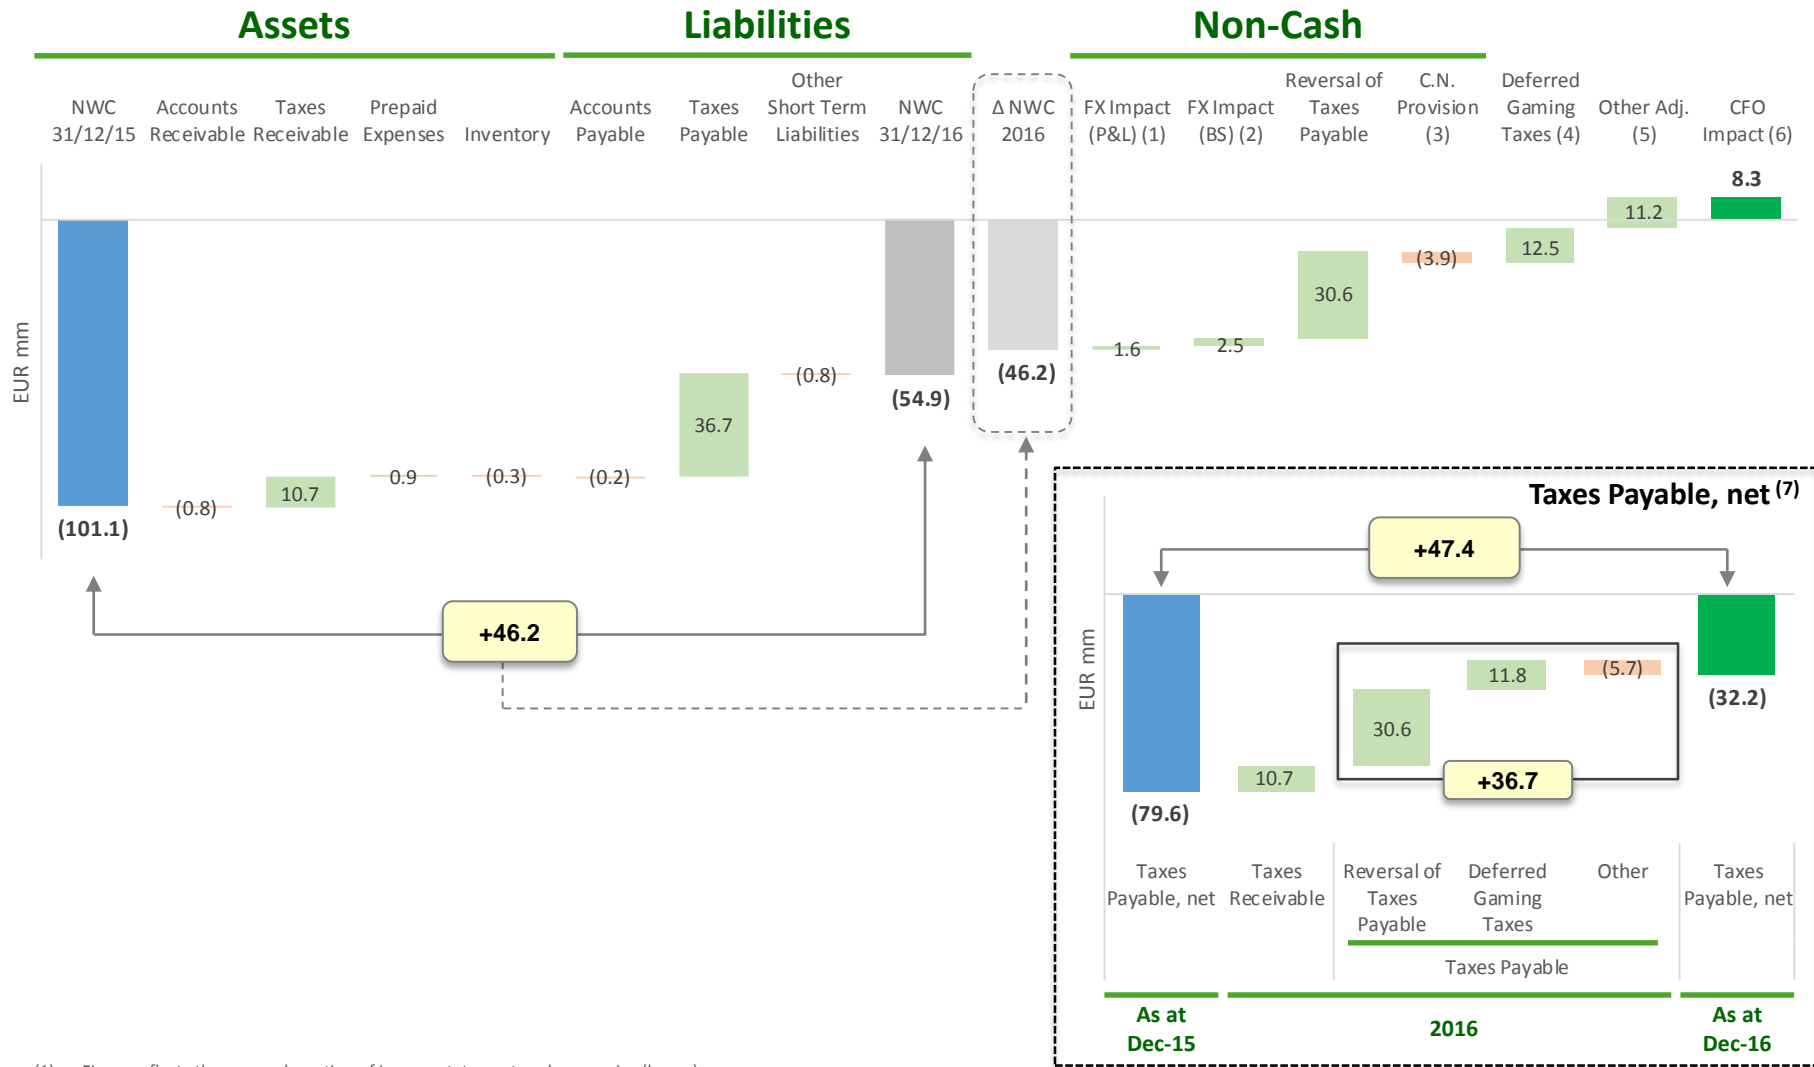 Assets
Liabilities
Non-Cash
NWC
31/12/15
Accounts
Receivable
Taxes
Receivable
Prepaid
Expenses
Inventory
Accounts
Payable
Taxes
Payable
Other
Short Term
Liabilities
NWC
31/12/16
Δ NWC
2016
FX Impact
(P&L) (1)
FX Impact
(BS) (2)
Reversal of
Taxes
Payable
C.N.
Provision
(3)
Deferred
Gaming
Taxes (4)
Other Adj.
(5)
CFO
Impact (6)
EUR mm
(101.1)
(0.8)
10.7
0.9
(0.3)
(0.2)
36.7
(0.8)
(54.9)
(46.2)
1.6
2.5
30.6
(3.9)
12.5
11.2
8.3
+46.2
Taxes Payable, net (7)
+47.4
EUR mm
(79.6)
10.7
30.6
11.8
(5.7)
+36.7
(32.2)
Taxes
Payable, net
Taxes
Receivable
Reversal of
Taxes
Payable
Deferred
Gaming
Taxes
Other
Taxes Payable
Taxes
Payable, net
As at
Dec-15
2016
As at
Dec-16